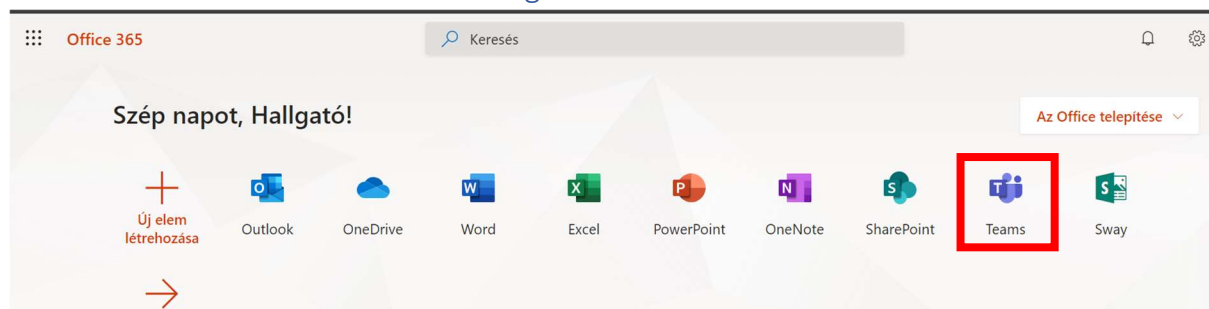 Office 365
Keresés
Szép napot, Hallgató!
Az Office telepítése
Új elem
létrehozása
Outlook
OneDrive
Word
Excel
PowerPoint
OneNote
SharePoint
Teams
Sway